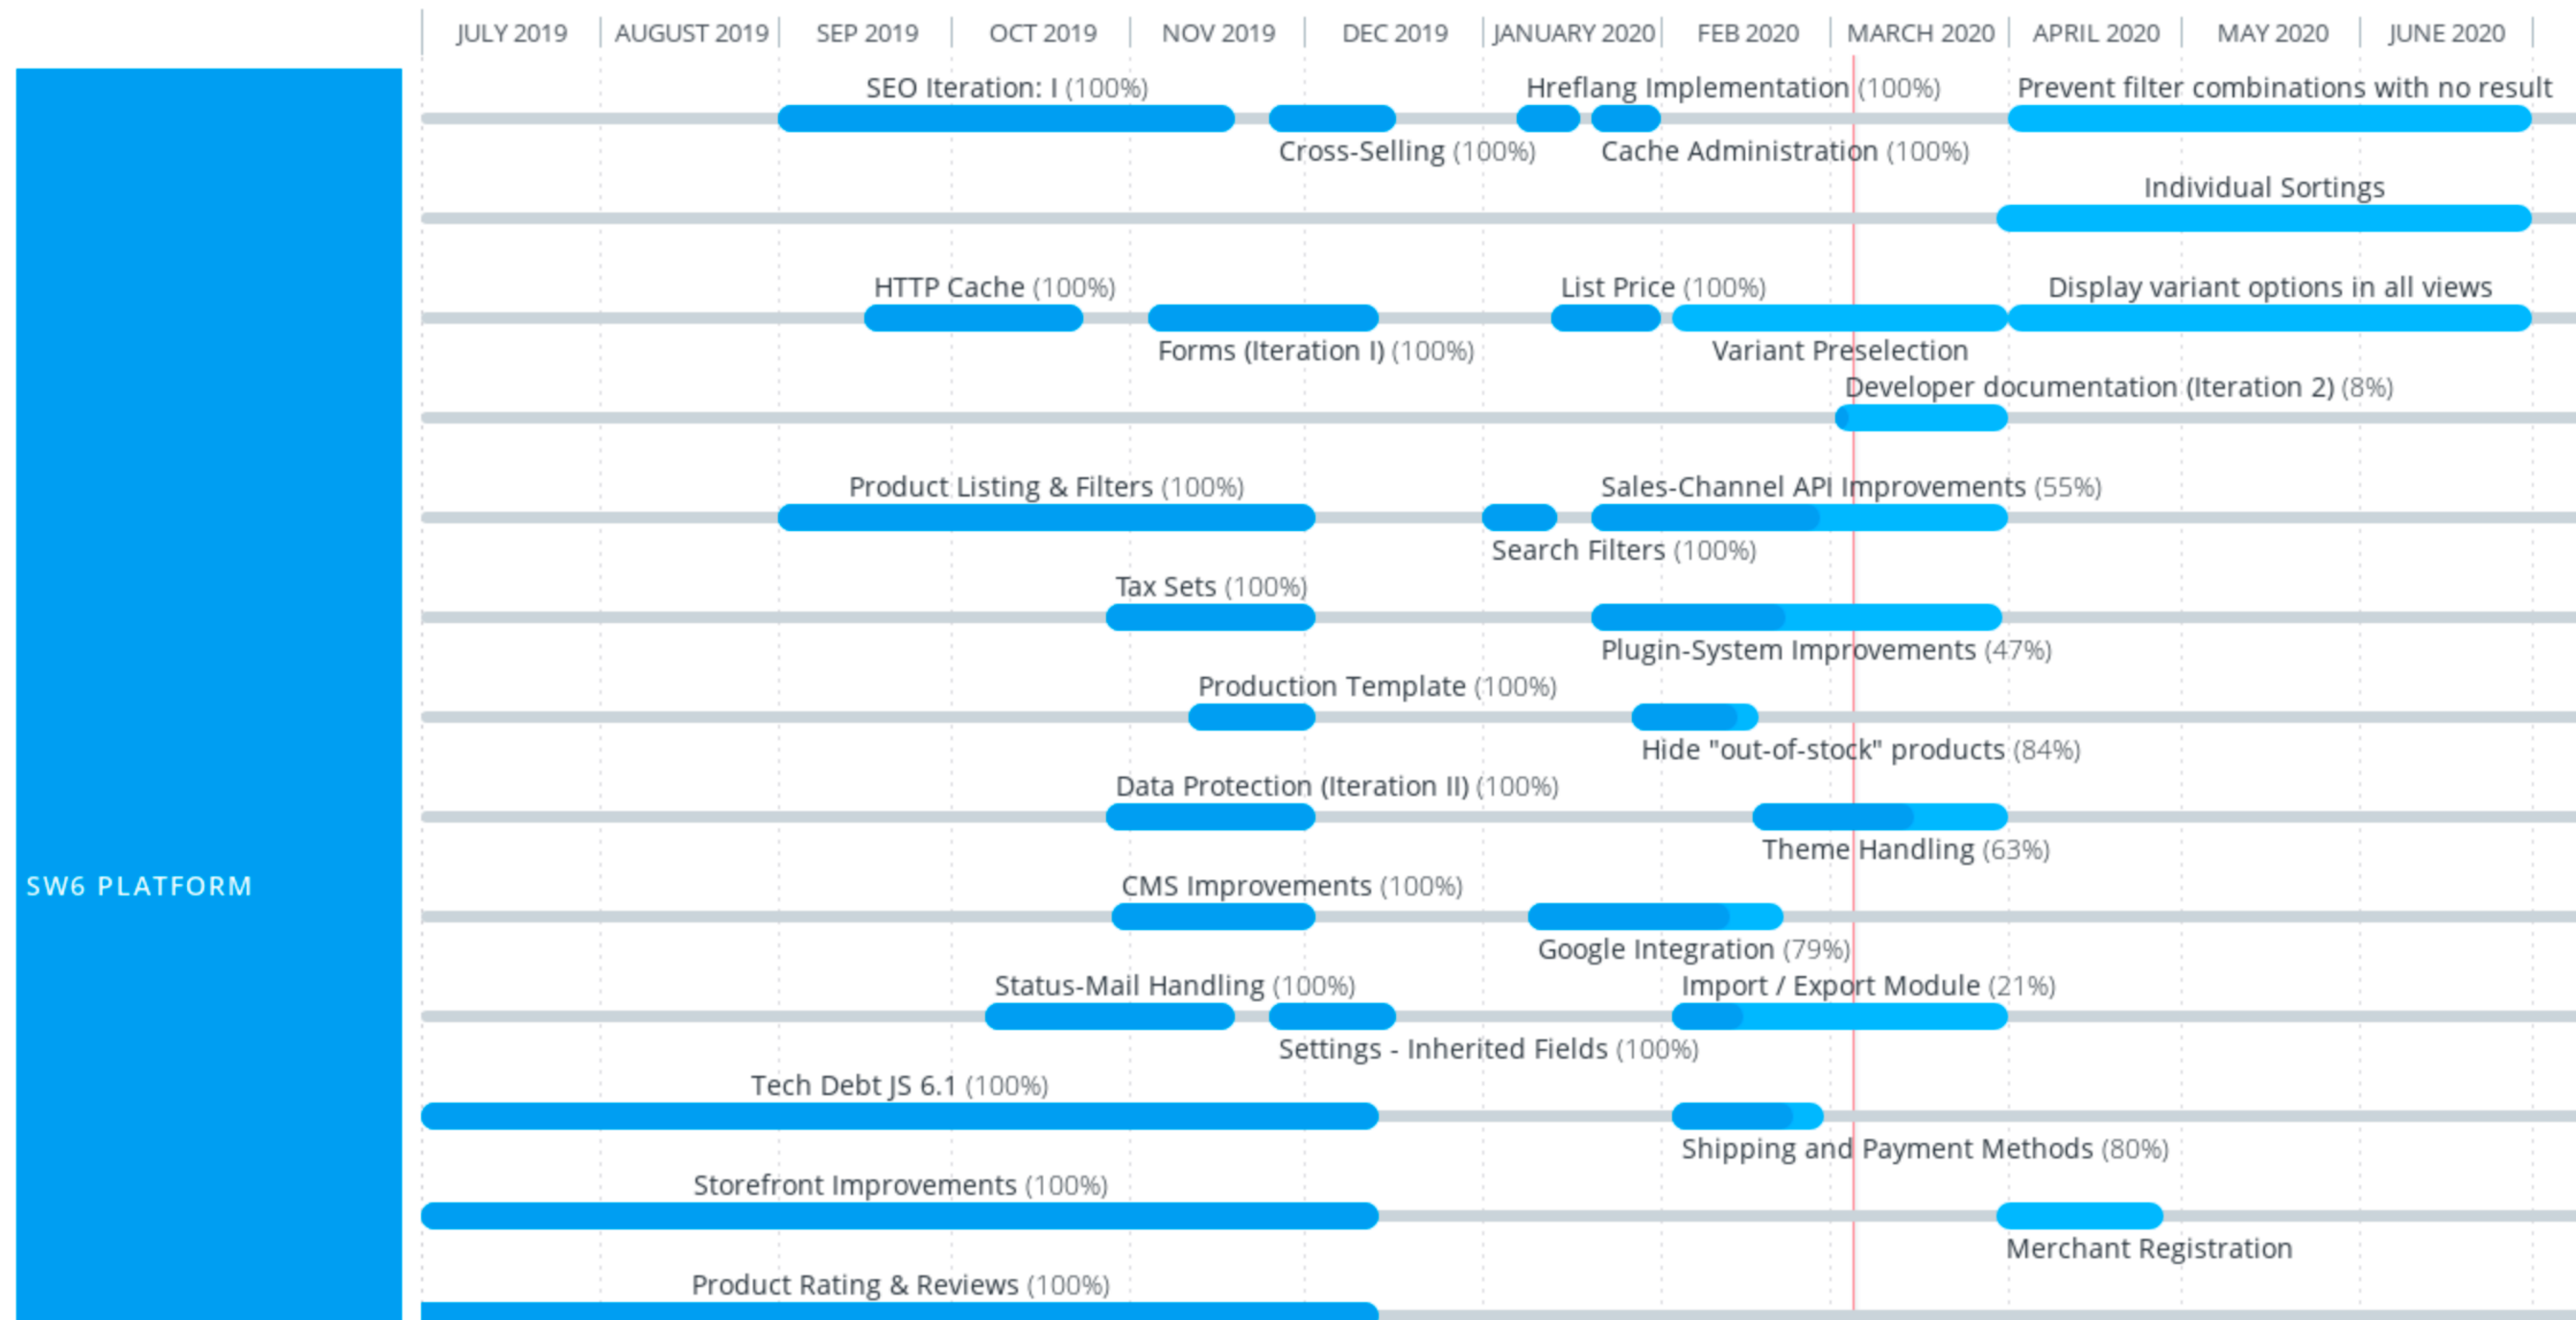 JULY 2019 AUGUST 2019 SEP 2019 OCT 2019 NOV 2019 DEC 2019 JANUARY 2020 FEB 2020 MARCH 2020 APRIL 2020 MAY 2020 JUNE 2020
SEO Iteration: I (100%) Hreflang Implementation (100%) Prevent filter combinations with no result
Cross-Selling (100%) Cache Administration (100%)
Individual Sortings
HTTP Cache (100%) List Price (100%) Display variant options in all views
Forms (Iteration I) (100%) Variant Preselection
Developer documentation (Iteration 2) (8%)
Product Listing & Filters (100%) Sales-Channel API Improvements (55%)
Search Filters (100%)
Tax Sets (100%)
Plugin-System Improvements (47%)
Production Template (100%)
Hide "out-of-stock" products (84%)
Data Protection (Iteration II) (100%)
Theme Handling (63%)
SW6 PLATFORM
CMS Improvements (100%)
Google Integration (79%)
Status-Mail Handling (100%) Import / Export Module (21%)
Settings - Inherited Fields (100%)
Tech Debt JS 6.1 (100%)
Shipping and Payment Methods (80%)
Storefront Improvements (100%)
Merchant Registration
Product Rating & Reviews (100%)